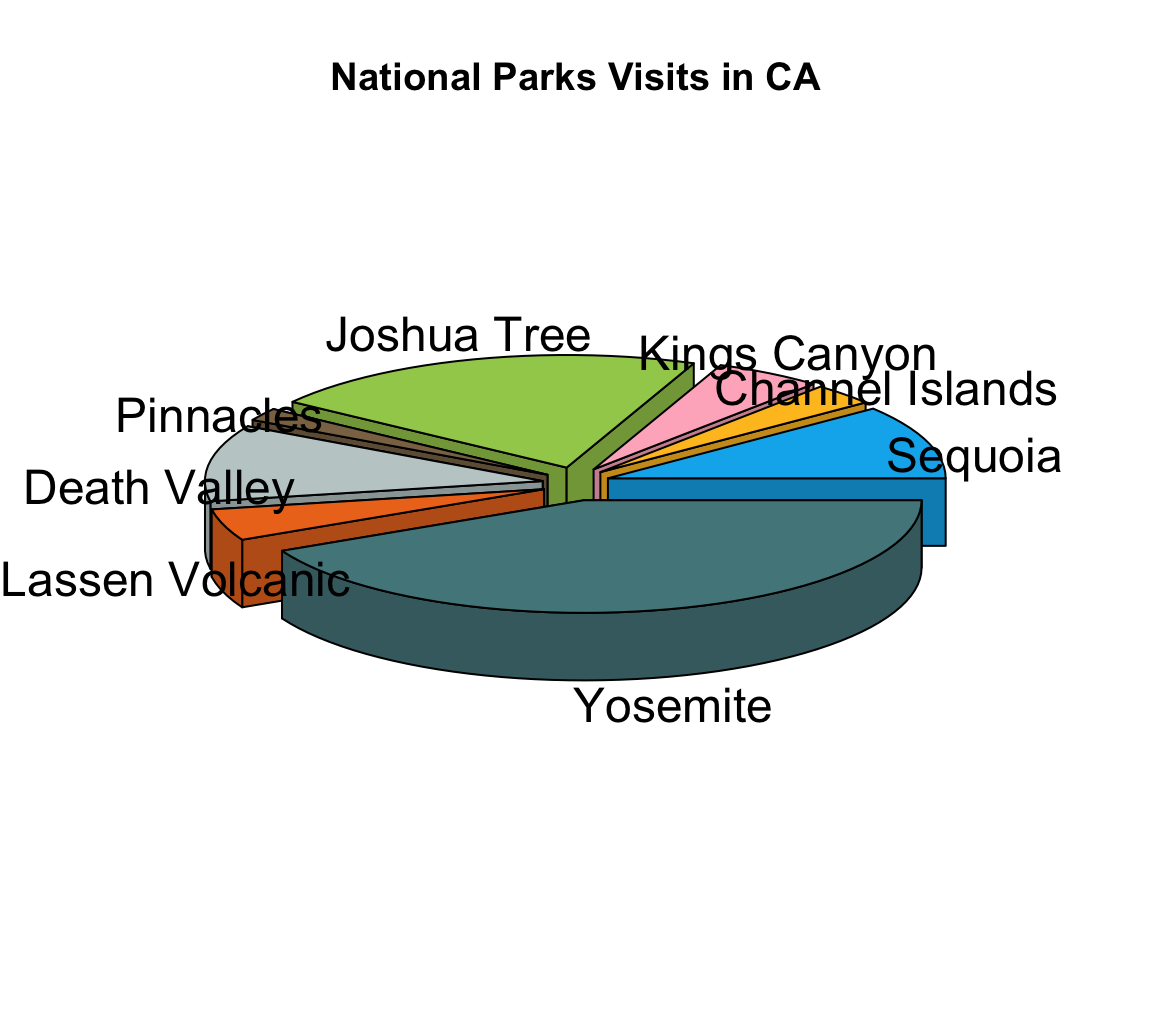 National Parks Visits in CA
Joshua Tree
Kings Canyon
Channel Islands
Pinnacles
Sequoia
Death Valley
Lassen Volcanic
Yosemite